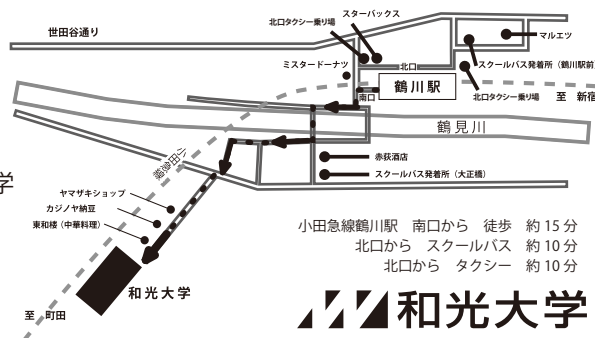 スターバックス
北口タクシー乗り場
世田谷通り
マルエツ
ミスタードーナツ
北口
スクールバス発着所（鶴川駅前
鶴川駅
南口
北口タクシー乗り場
至 新宿
鶴見川
小田急線
学
赤荻酒店
スクールバス発着所（大正橋）
ヤマザキショップ
カジノヤ納豆
東和楼（中華料理）
和光大学
至 町田
小田急線鶴川駅 南口から 徒歩 約15分
北口から スクールバス 約10分
北口から タクシー 約10分
和光大学